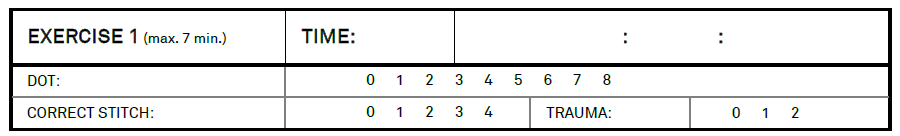 EXERCISE 1 (max. 7 min.) TIME: : :
DOT: 0 1 2 3 4 5 6 7 8
CORRECT STITCH: 0 1 2 3 4 TRAUMA: 0 1 2